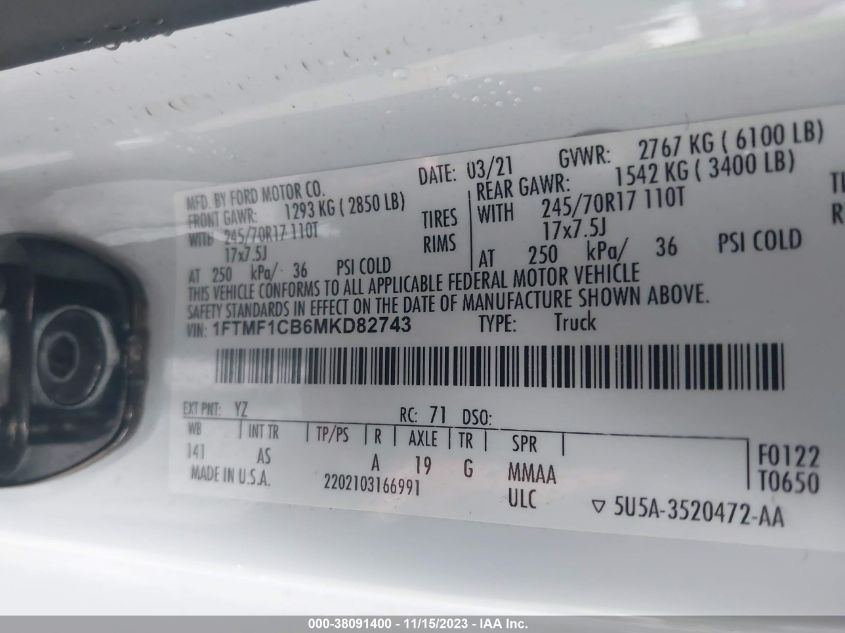 MFD. BY FORD MOTOR CO.
DATE: 03/21 GVWR: 2767 KG ( 6100 LB)
FRONT GAWR: 1293 KG ( 2850 LB) REAR GAWR: 1542 KG ( 3400 LB)
WITH 245/70R17 110T TIRES WITH 245/70R17 110T
17x7.5J RIMS 17x7.5J
AT 250 kPa/ 36 PSI COLD AT 250 kPa/ 36 PSI COLD
THIS VEHICLE CONFORMS TO ALL APPLICABLE FEDERAL MOTOR VEHICLE
SAFETY STANDARDS IN EFFECT ON THE DATE OF MANUFACTURE SHOWN ABOVE.
VIN: 1FTMF1CB6MKD82743 TYPE: Truck
EXT PNT: YZ RC: 71 DSO:
WB INT TR TP/PS R AXLE TR SPR
141 AS A 19 G MMAA
ULC
F0122
T0650
MADE IN U.S.A. 2202103166991
5U5A-3520472-AA
000-38091400 - 11/15/2023 - IAA Inc.